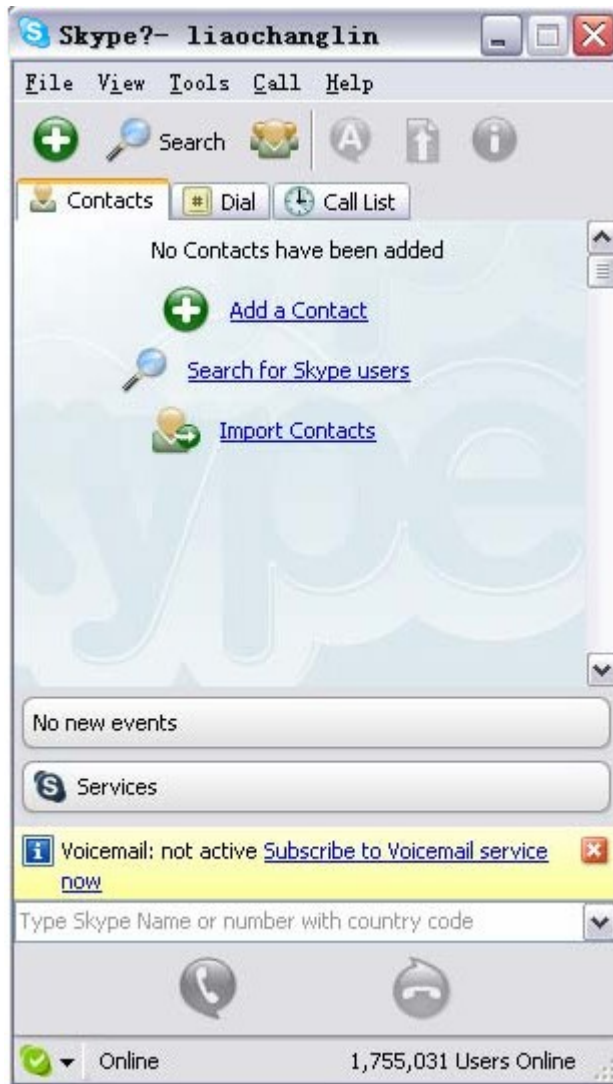 Skype?- liaochanglin
File View Tools Call Help
Search
Contacts Dial Call List
No Contacts have been added
Add a Contact
Search for Skype users
Import Contacts
No new events
Services
Voicemail: not active Subscribe to Voicemail service
now
Type Skype Name or number with country code
Online 1,755,031 Users Online